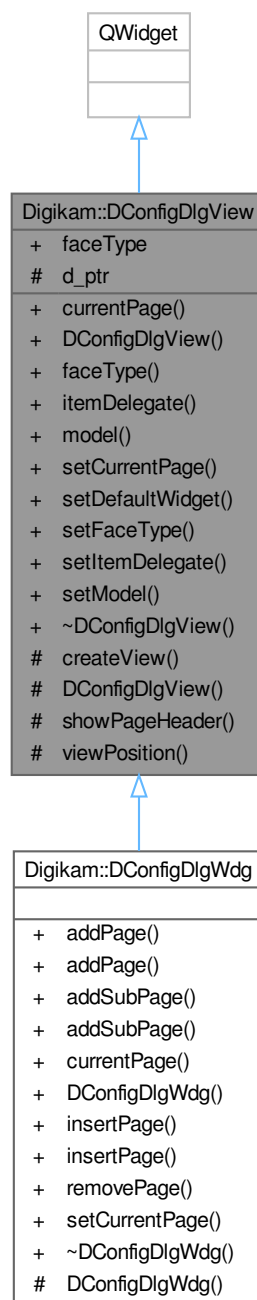 QWidget
Digikam::DConfigDlgView
+ faceType
# d_ptr
+ currentPage()
+ DConfigDlgView()
+ faceType()
+ itemDelegate()
+ model()
+ setCurrentPage()
+ setDefaultWidget()
+ setFaceType()
+ setItemDelegate()
+ setModel()
+ ~DConfigDlgView()
# createView()
# DConfigDlgView()
# showPageHeader()
# viewPosition()
Digikam::DConfigDlgWdg
+ addPage()
+ addPage()
+ addSubPage()
+ addSubPage()
+ currentPage()
+ DConfigDlgWdg()
+ insertPage()
+ insertPage()
+ removePage()
+ setCurrentPage()
+ ~DConfigDlgWdg()
# DConfigDlgWdg()